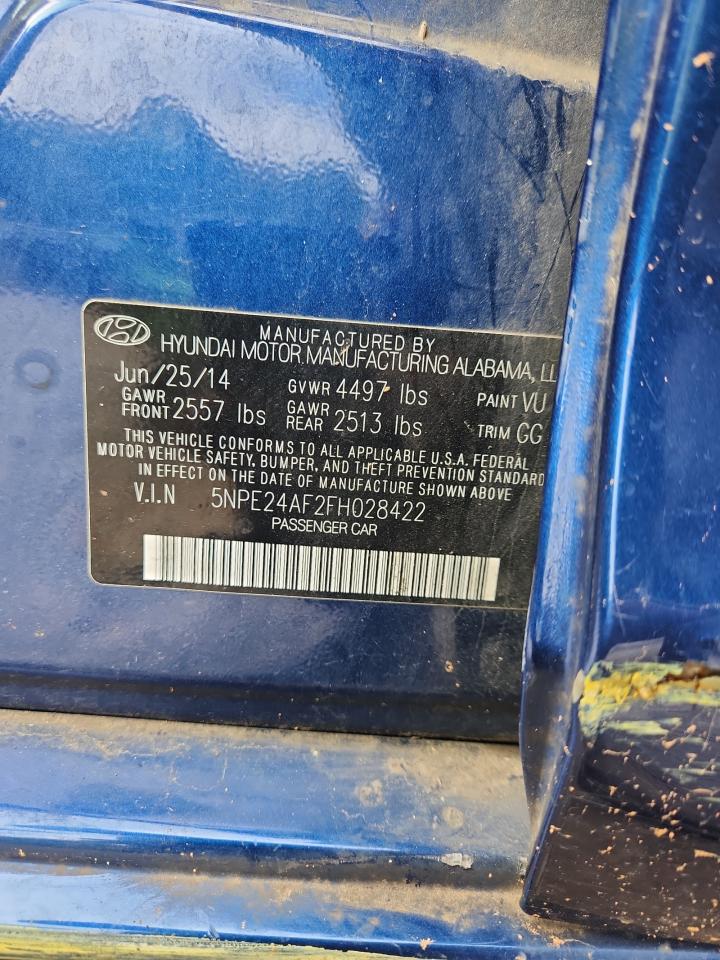 MANUFACTURED BY
HYUNDAI MOTOR MANUFACTURING ALABAMA, LL
Jun/25/14 GVWR 4497 lbs PAINT VU
GAWR FRONT 2557 lbs GAWR REAR 2513 lbs TRIM GG
THIS VEHICLE CONFORMS TO ALL APPLICABLE U.S.A. FEDERAL
MOTOR VEHICLE SAFETY, BUMPER, AND THEFT PREVENTION STANDARD
IN EFFECT ON THE DATE OF MANUFACTURE SHOWN ABOVE
V.I.N 5NPE24AF2FH028422
PASSENGER CAR